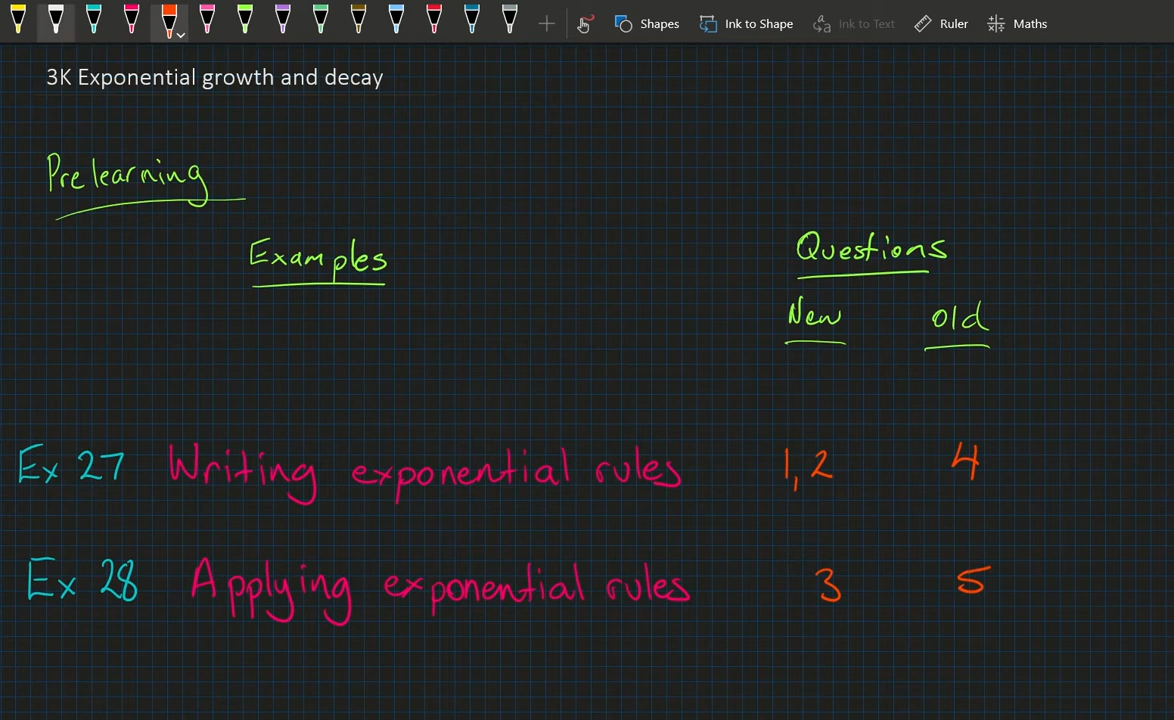 Shapes Ink to Shape Ink to Text Ruler Maths
3K Exponential growth and decay
Prelearning
Examples Questions
New Old
Ex 27 Writing exponential rules 1, 2 4
Ex 28 Applying exponential rules 3 5